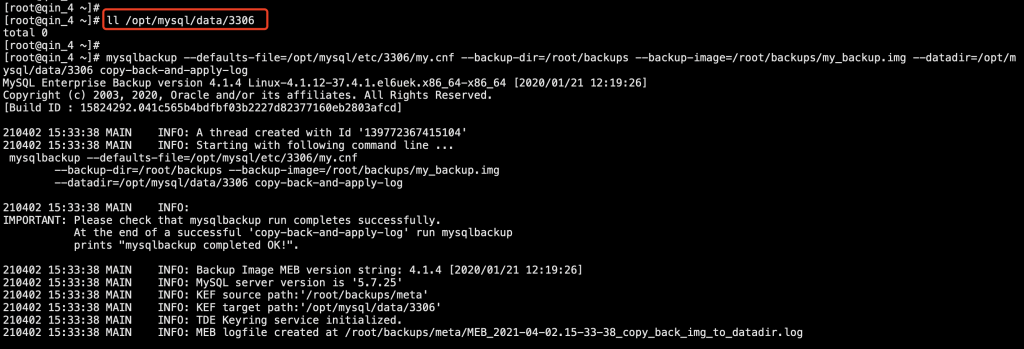 [root@qin_4 ~]#
[root@qin_4 ~]# ll /opt/mysql/data/3306
total 0
[root@qin_4 ~]#
[root@qin_4 ~]# mysqlbackup --defaults-file=/opt/mysql/etc/3306/my.cnf --backup-dir=/root/backups --backup-image=/root/backups/my_backup.img --datadir=/opt/m
ysql/data/3306 copy-back-and-apply-log
MySQL Enterprise Backup version 4.1.4 Linux-4.1.12-37.4.1.el6uek.x86_64-x86_64 [2020/01/21 12:19:26]
Copyright (c) 2003, 2020, Oracle and/or its affiliates. All Rights Reserved.
[Build ID : 15824292.041c565b4bdfbf03b2227d82377160eb2803afcd]
210402 15:33:38 MAIN    INFO: A thread created with Id '139772367415104'
210402 15:33:38 MAIN    INFO: Starting with following command line ...
 mysqlbackup --defaults-file=/opt/mysql/etc/3306/my.cnf
        --backup-dir=/root/backups --backup-image=/root/backups/my_backup.img
        --datadir=/opt/mysql/data/3306 copy-back-and-apply-log
210402 15:33:38 MAIN    INFO:
IMPORTANT: Please check that mysqlbackup run completes successfully.
           At the end of a successful 'copy-back-and-apply-log' run mysqlbackup
           prints "mysqlbackup completed OK!".
210402 15:33:38 MAIN    INFO: Backup Image MEB version string: 4.1.4 [2020/01/21 12:19:26]
210402 15:33:38 MAIN    INFO: MySQL server version is '5.7.25'
210402 15:33:38 MAIN    INFO: KEF source path:'/root/backups/meta'
210402 15:33:38 MAIN    INFO: KEF target path:'/opt/mysql/data/3306'
210402 15:33:38 MAIN    INFO: TDE Keyring service initialized.
210402 15:33:38 MAIN    INFO: MEB logfile created at /root/backups/meta/MEB_2021-04-02.15-33-38_copy_back_img_to_datadir.log